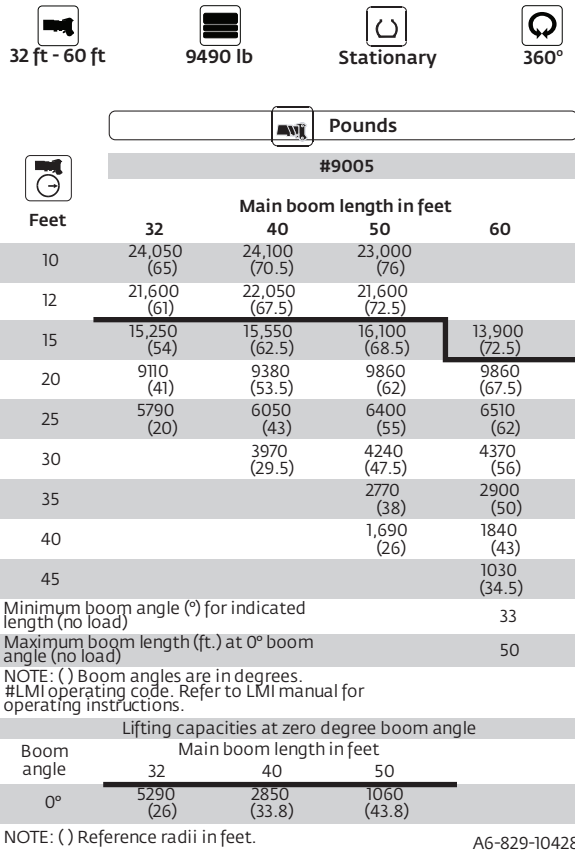 32 ft - 60 ft 9490 lb Stationary 360°
Pounds
#9005
Feet
Main boom length in feet
32 40 50 60
10 24,050 (65) 24,100 (70.5) 23,000 (76)
12 21,600 (61) 22,050 (67.5) 21,600 (72.5)
15 15,250 (54) 15,550 (62.5) 16,100 (68.5) 13,900 (72.5)
20 9110 (41) 9380 (53.5) 9860 (62) 9860 (67.5)
25 5790 (20) 6050 (43) 6400 (55) 6510 (62)
30 3970 (29.5) 4240 (47.5) 4370 (56)
35 2770 (38) 2900 (50)
40 1,690 (26) 1840 (43)
45 1030 (34.5)
Minimum boom angle (°) for indicated
length (no load) 33
Maximum boom length (ft.) at 0° boom
angle (no load) 50
NOTE: ( ) Boom angles are in degrees.
#LMI operating code. Refer to LMI manual for
operating instructions.
Lifting capacities at zero degree boom angle
Boom
angle
Main boom length in feet
32 40 50
0° 5290 (26) 2850 (33.8) 1060 (43.8)
NOTE: ( ) Reference radii in feet.
A6-829-10428